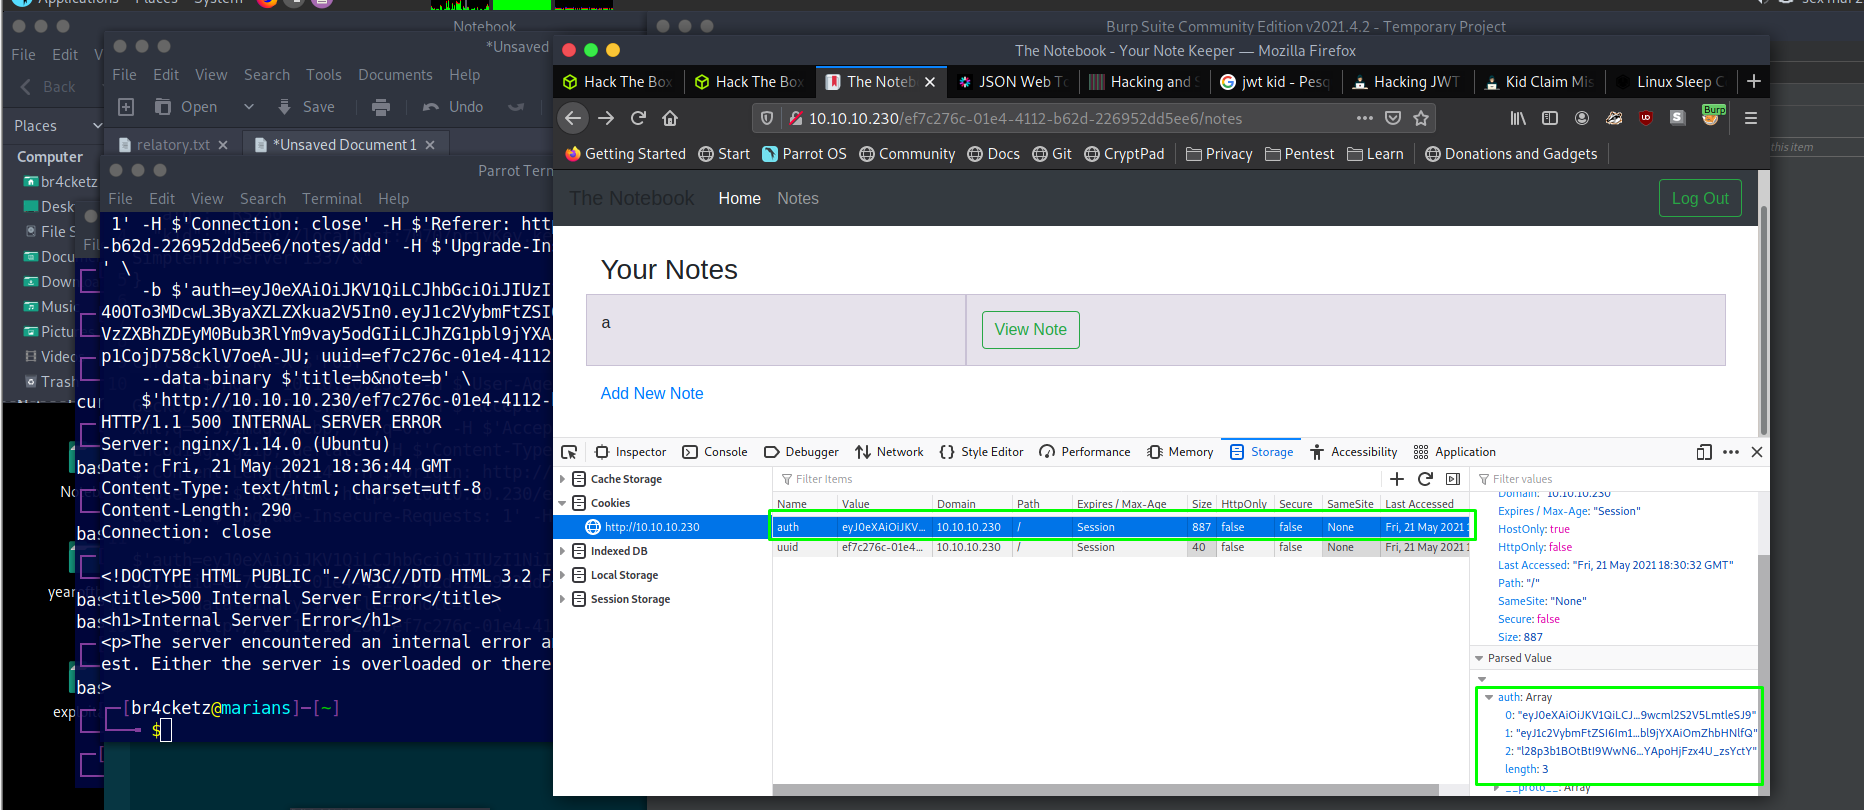 Applications Places System
Notebook
File Edit
Back
Places
Computer
br4cketz
Desk
File S
Docu
Down
Music
Pictur
Video
Trash
*Unsaved
File Edit View Search Tools Documents Help
Open Save Undo
relatory.txt *Unsaved Document 1
Parrot Term
File Edit View Search Terminal Help
1' -H $'Connection: close' -H $'Referer: htt
-b62d-226952dd5ee6/notes/add' -H $'Upgrade-In
' \
-b $'auth=eyJ0eXAiOiJKV1QiLCJhbGciOiJIUzI
40OTo3MDcwL3ByaXZLZXkua2V5In0.eyJ1c2VybmFtZSI
VzZXBhZDEyM0Bub3RlYm9vay5odGIiLCJhZG1pbl9jYXA
p1CojD758cklV7oeA-JU; uuid=ef7c276c-01e4-4112
--data-binary $'title=b&note=b' \
$'http://10.10.10.230/ef7c276c-01e4-4112-
HTTP/1.1 500 INTERNAL SERVER ERROR
Server: nginx/1.14.0 (Ubuntu)
Date: Fri, 21 May 2021 18:36:44 GMT
Content-Type: text/html; charset=utf-8
Content-Length: 290
Connection: close
<!DOCTYPE HTML PUBLIC "-//W3C//DTD HTML 3.2 F
<title>500 Internal Server Error</title>
<h1>Internal Server Error</h1>
<p>The server encountered an internal error a
est. Either the server is overloaded or there
>
[br4cketz@marians]-[~]
$
Burp Suite Community Edition v2021.4.2 - Temporary Project
this item
The Notebook - Your Note Keeper — Mozilla Firefox
Hack The Box Hack The Box The Noteb JSON Web To Hacking and S jwt kid - Pesq Hacking JWT Kid Claim Mis Linux Sleep C
10.10.10.230/ef7c276c-01e4-4112-b62d-226952dd5ee6/notes
Burp
Getting Started Start Parrot OS Community Docs Git CryptPad Privacy Pentest Learn Donations and Gadgets
The Notebook Home Notes Log Out
Your Notes
a View Note
Add New Note
Inspector Console Debugger Network Style Editor Performance Memory Storage Accessibility Application
Cache Storage
Cookies
http://10.10.10.230
Indexed DB
Local Storage
Session Storage
Filter Items
Name Value Domain Path Expires / Max-Age Size HttpOnly Secure SameSite Last Accessed
auth eyJ0eXAiOiJKV... 10.10.10.230 / Session 887 false false None Fri, 21 May 2021 1
uuid ef7c276c-01e4... 10.10.10.230 / Session 40 false false None Fri, 21 May 2021 1
Filter values
Domain: "10.10.10.230"
Expires / Max-Age: "Session"
HostOnly: true
HttpOnly: false
Last Accessed: "Fri, 21 May 2021 18:30:32 GMT"
Path: "/"
SameSite: "None"
Secure: false
Size: 887
Parsed Value
auth: Array
0: "eyJ0eXAiOiJKV1QiLCJ...9wcml2S2V5LmtleSJ9"
1: "eyJ1c2VybmFtZSI6Im1...bl9jYXAiOmZhbHNlfQ"
2: "l28p3b1BOtBtI9WwN6...YApoHjFzx4U_zsYctY"
length: 3
__proto__: Array